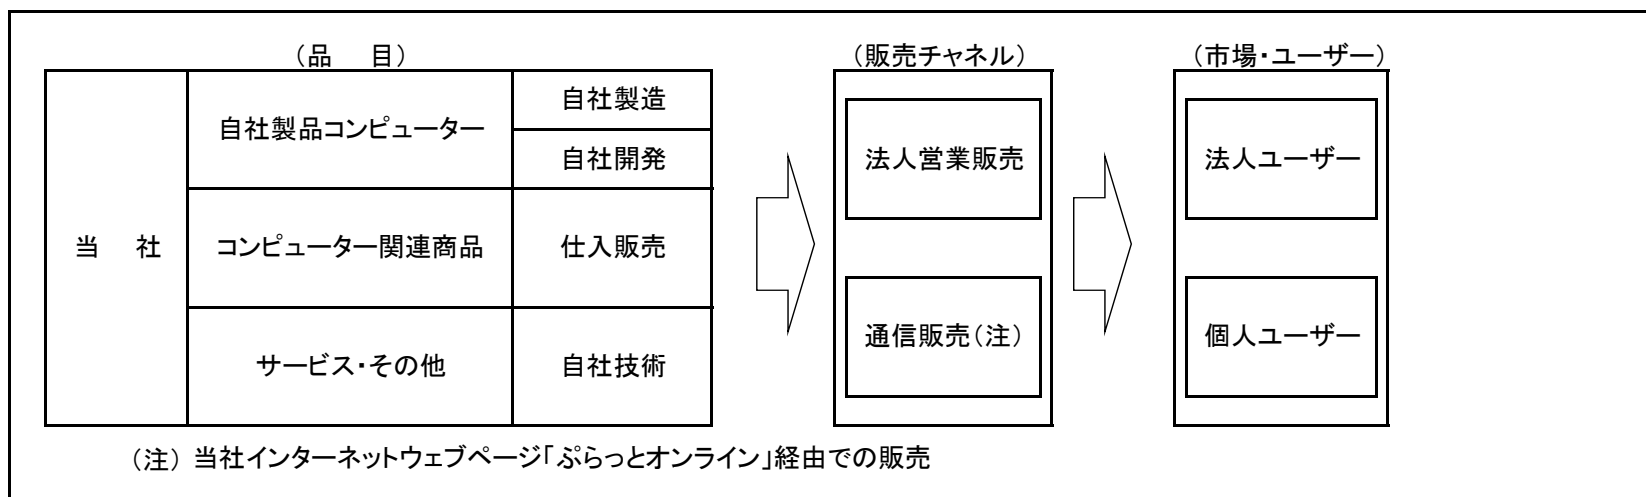 (品 目)
(販売チャネル)
(市場・ユーザー)
自社製造
自社製品コンピューター
自社開発
法人営業販売
法人ユーザー
当 社
コンピューター関連商品
仕入販売
サービス・その他
自社技術
通信販売(注)
個人ユーザー
(注) 当社インターネットウェブページ「ぷらっとオンライン」経由での販売